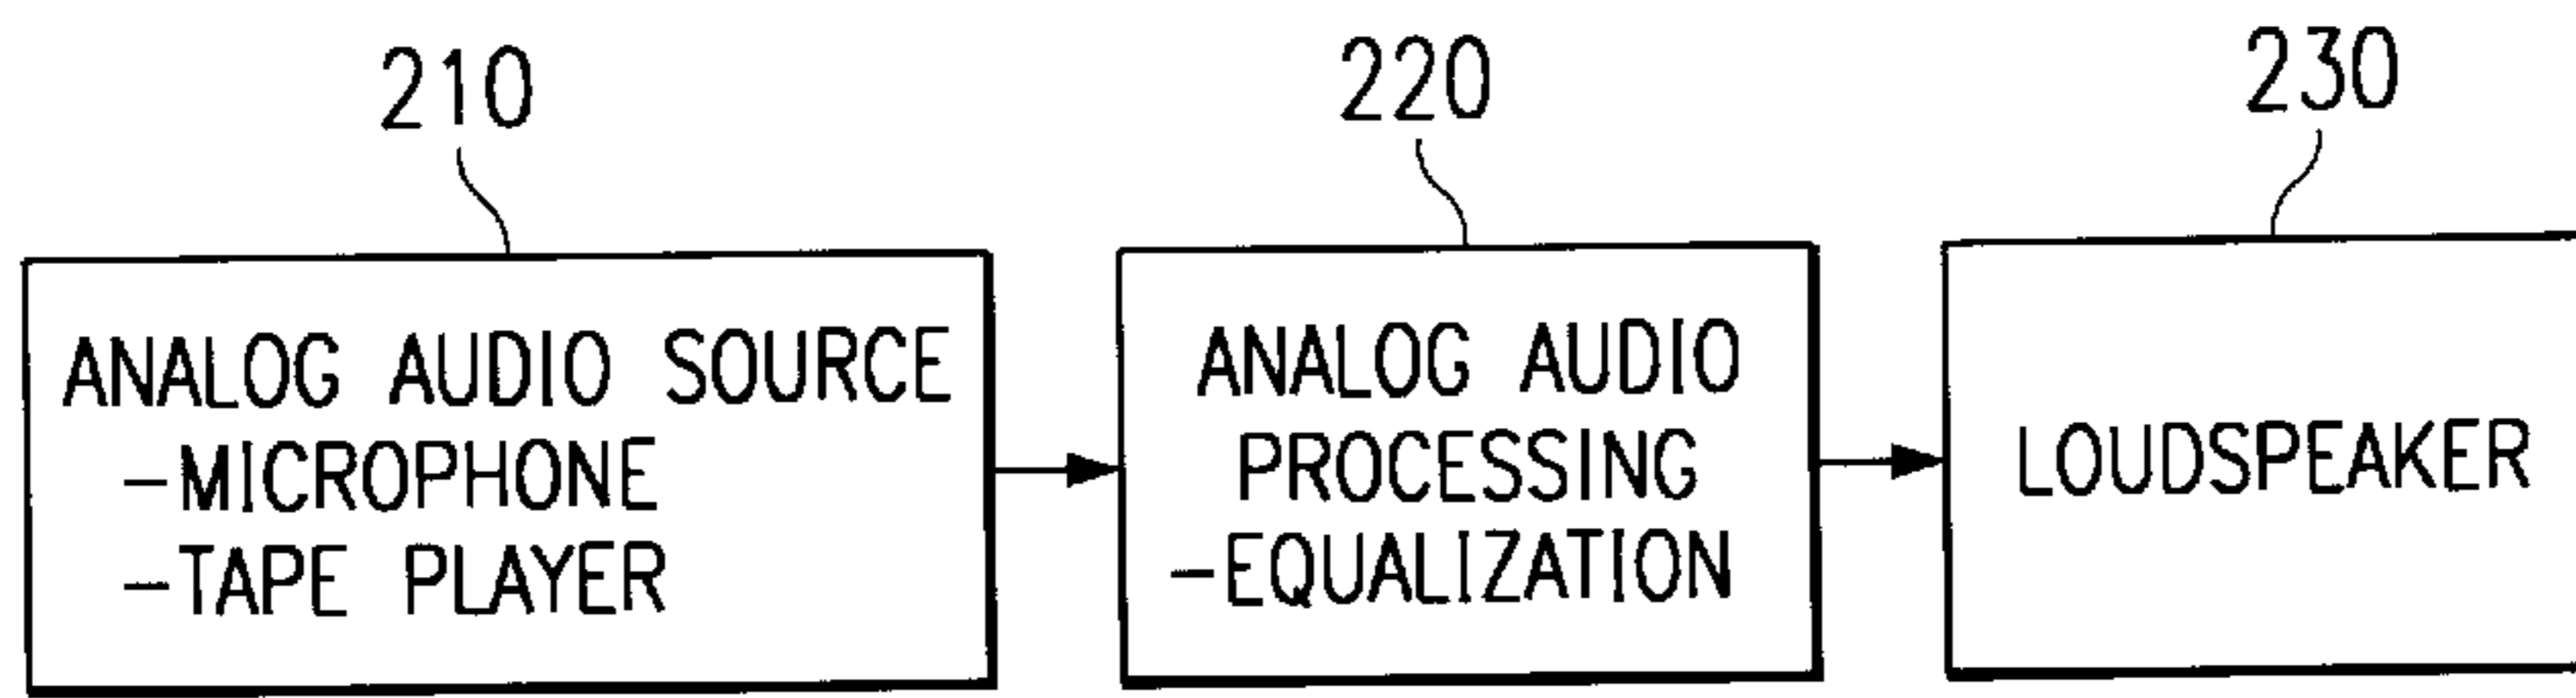 210
220
230
ANALOG AUDIO SOURCE
-MICROPHONE
-TAPE PLAYER
ANALOG AUDIO
PROCESSING
-EQUALIZATION
LOUDSPEAKER